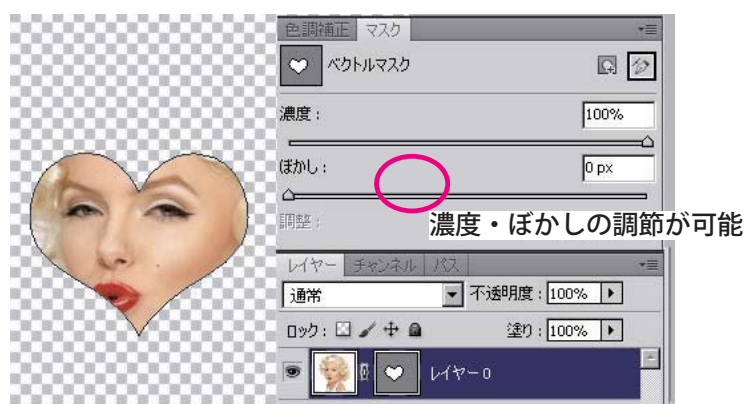 色調補正 マスク
ベクトルマスク
濃度： 100%
ぼかし： 0 px
調整：
濃度・ぼかしの調節が可能
レイヤー チャンネル パス
通常 不透明度：100%
ロック： 塗り：100%
レイヤー 0